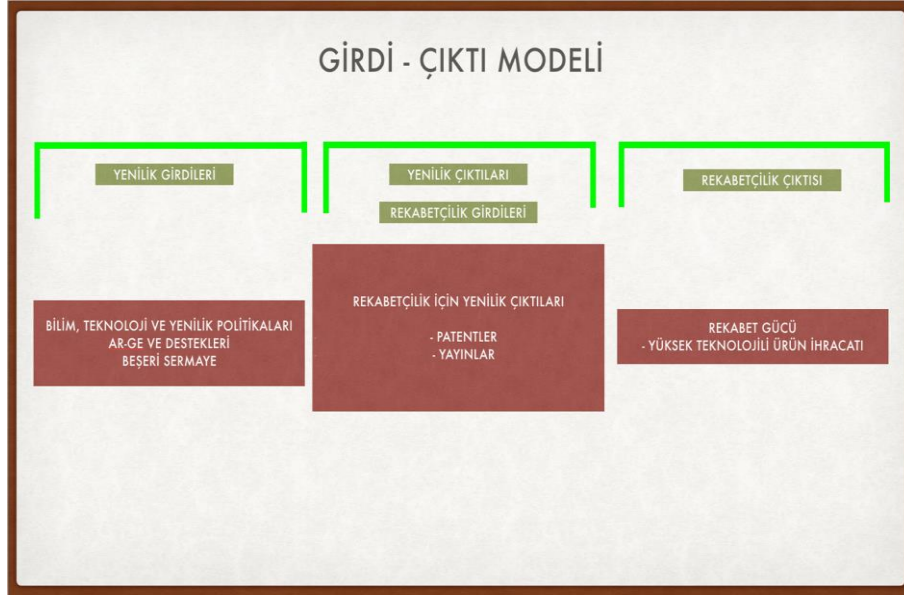 GİRDİ - ÇIKTI MODELİ
YENİLİK GİRDİLERİ
BİLİM, TEKNOLOJİ VE YENİLİK POLİTİKALARI
AR-GE VE DESTEKLERİ
BEŞERİ SERMAYE
YENİLİK ÇIKTILARI
REKABETÇİLİK GİRDİLERİ
REKABETÇİLİK İÇİN YENİLİK ÇIKTILARI
- PATENTLER
- YAYINLAR
REKABETÇİLİK ÇIKTISI
REKABET GÜCÜ
- YÜKSEK TEKNOLOJİLİ ÜRÜN İHRACATI